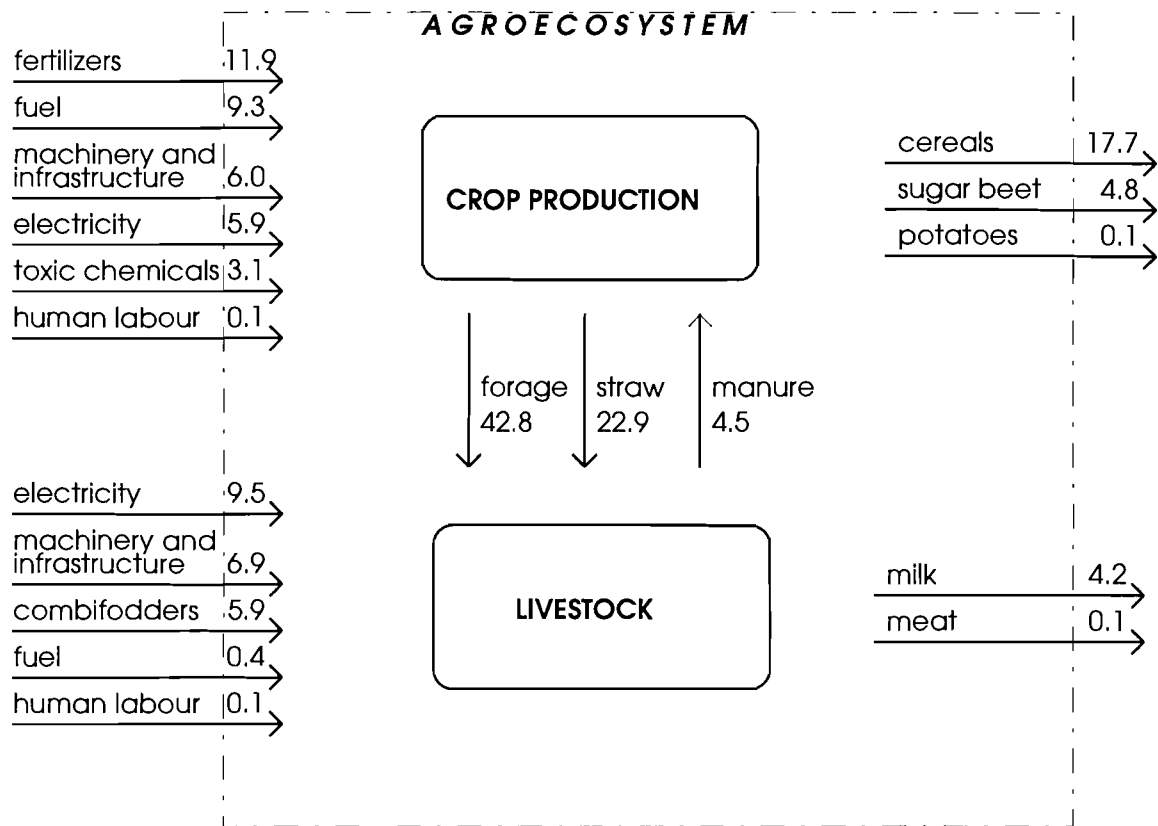 AGROECOSYSTEM
fertilizers 11.9
fuel 9.3
machinery and
infrastructure 6.0
electricity 5.9
toxic chemicals 3.1
human labour 0.1
CROP PRODUCTION
cereals 17.7
sugar beet 4.8
potatoes 0.1
forage straw manure
42.8 22.9 4.5
electricity 9.5
machinery and
infrastructure 6.9
combifodders 5.9
fuel 0.4
human labour 0.1
LIVESTOCK
milk 4.2
meat 0.1